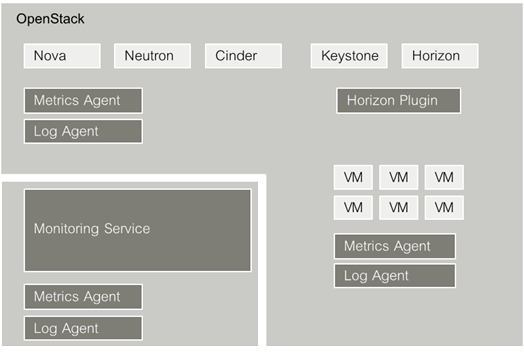 OpenStack
Nova
Neutron
Cinder
Keystone
Horizon
Metrics Agent
Log Agent
Horizon Plugin
VM VM VM
VM VM VM
Metrics Agent
Log Agent
Monitoring Service
Metrics Agent
Log Agent